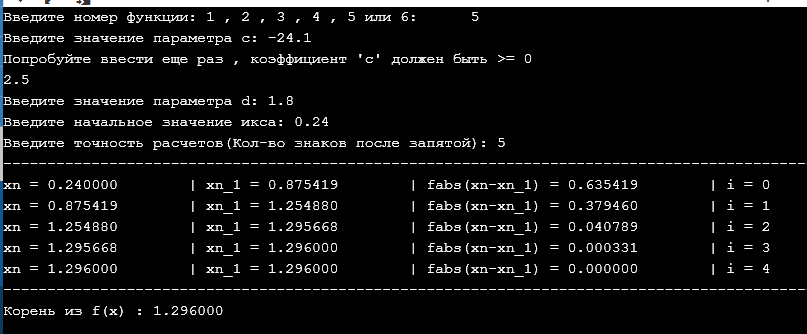 Введите номер функции: 1 , 2 , 3 , 4 , 5 или 6: 5
Введите значение параметра c: -24.1
Попробуйте ввести еще раз , коэффициент 'c' должен быть >= 0
2.5
Введите значение параметра d: 1.8
Введите начальное значение икса: 0.24
Введите точность расчетов(Кол-во знаков после запятой): 5
xn = 0.240000 | xn_1 = 0.875419 | fabs(xn-xn_1) = 0.635419 | i = 0
xn = 0.875419 | xn_1 = 1.254880 | fabs(xn-xn_1) = 0.379460 | i = 1
xn = 1.254880 | xn_1 = 1.295668 | fabs(xn-xn_1) = 0.040789 | i = 2
xn = 1.295668 | xn_1 = 1.296000 | fabs(xn-xn_1) = 0.000331 | i = 3
xn = 1.296000 | xn_1 = 1.296000 | fabs(xn-xn_1) = 0.000000 | i = 4
Корень из f(x) : 1.296000